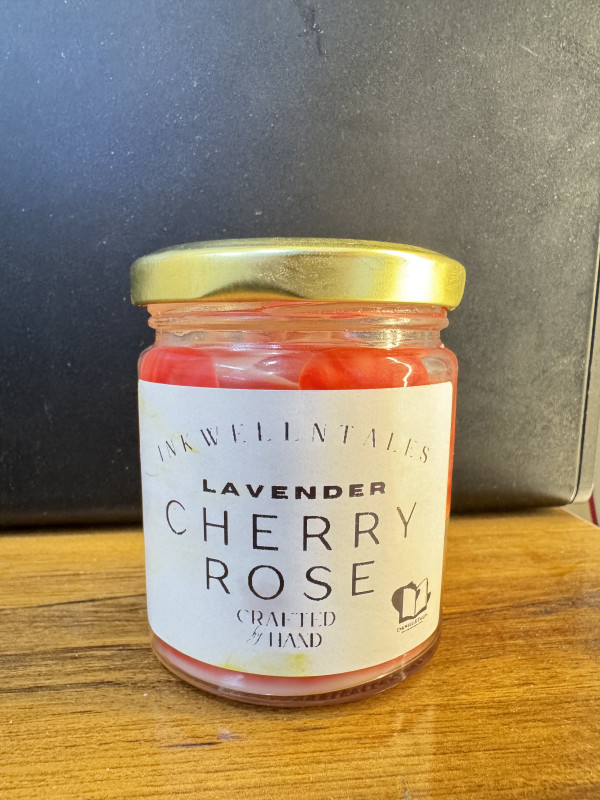 INKWELLNTALES
LAVENDER
CHERRY
ROSE
CRAFTED
by HAND